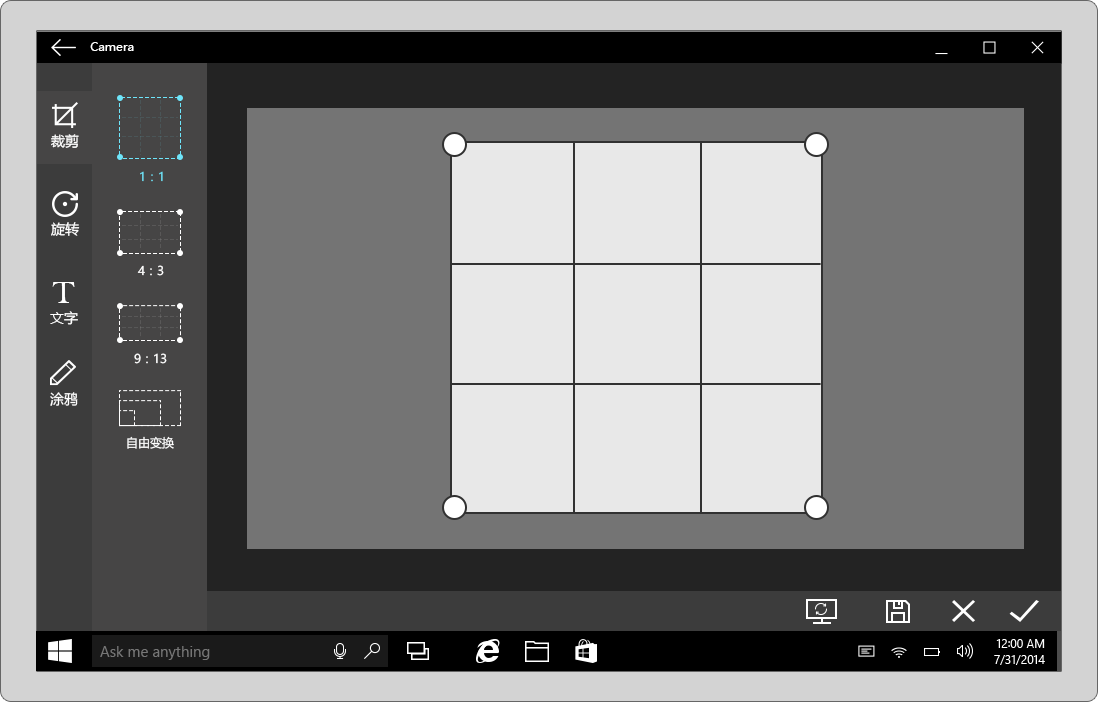 Camera
裁剪
旋转
文字
涂鸦
1 : 1
4 : 3
9 : 13
自由变换
Ask me anything
12:00 AM
7/31/2014